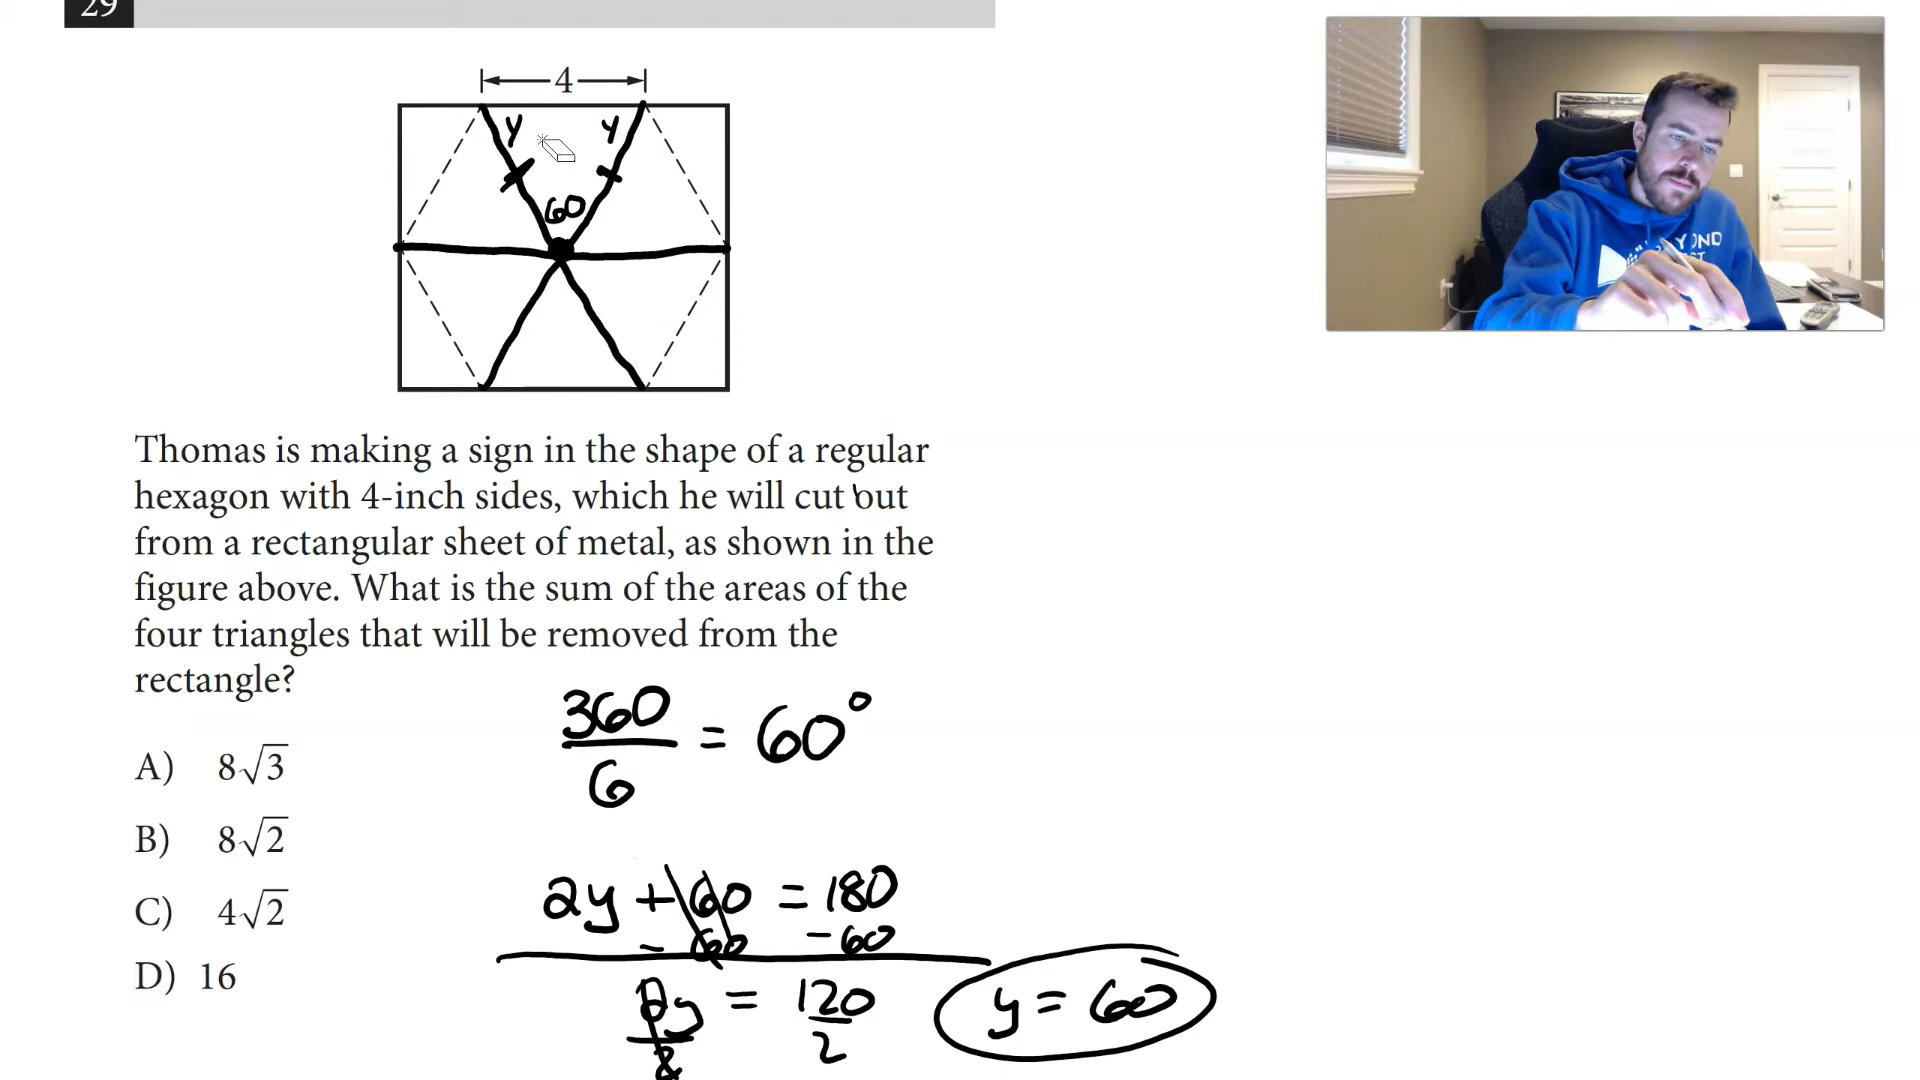 29
4
y y
60
Thomas is making a sign in the shape of a regular
hexagon with 4-inch sides, which he will cut out
from a rectangular sheet of metal, as shown in the
figure above. What is the sum of the areas of the
four triangles that will be removed from the
rectangle?
360/6 = 60°
A) 8√3
B) 8√2
C) 4√2
D) 16
2y + 60 = 180
- 60 - 60
2y/2 = 120/2
y = 60